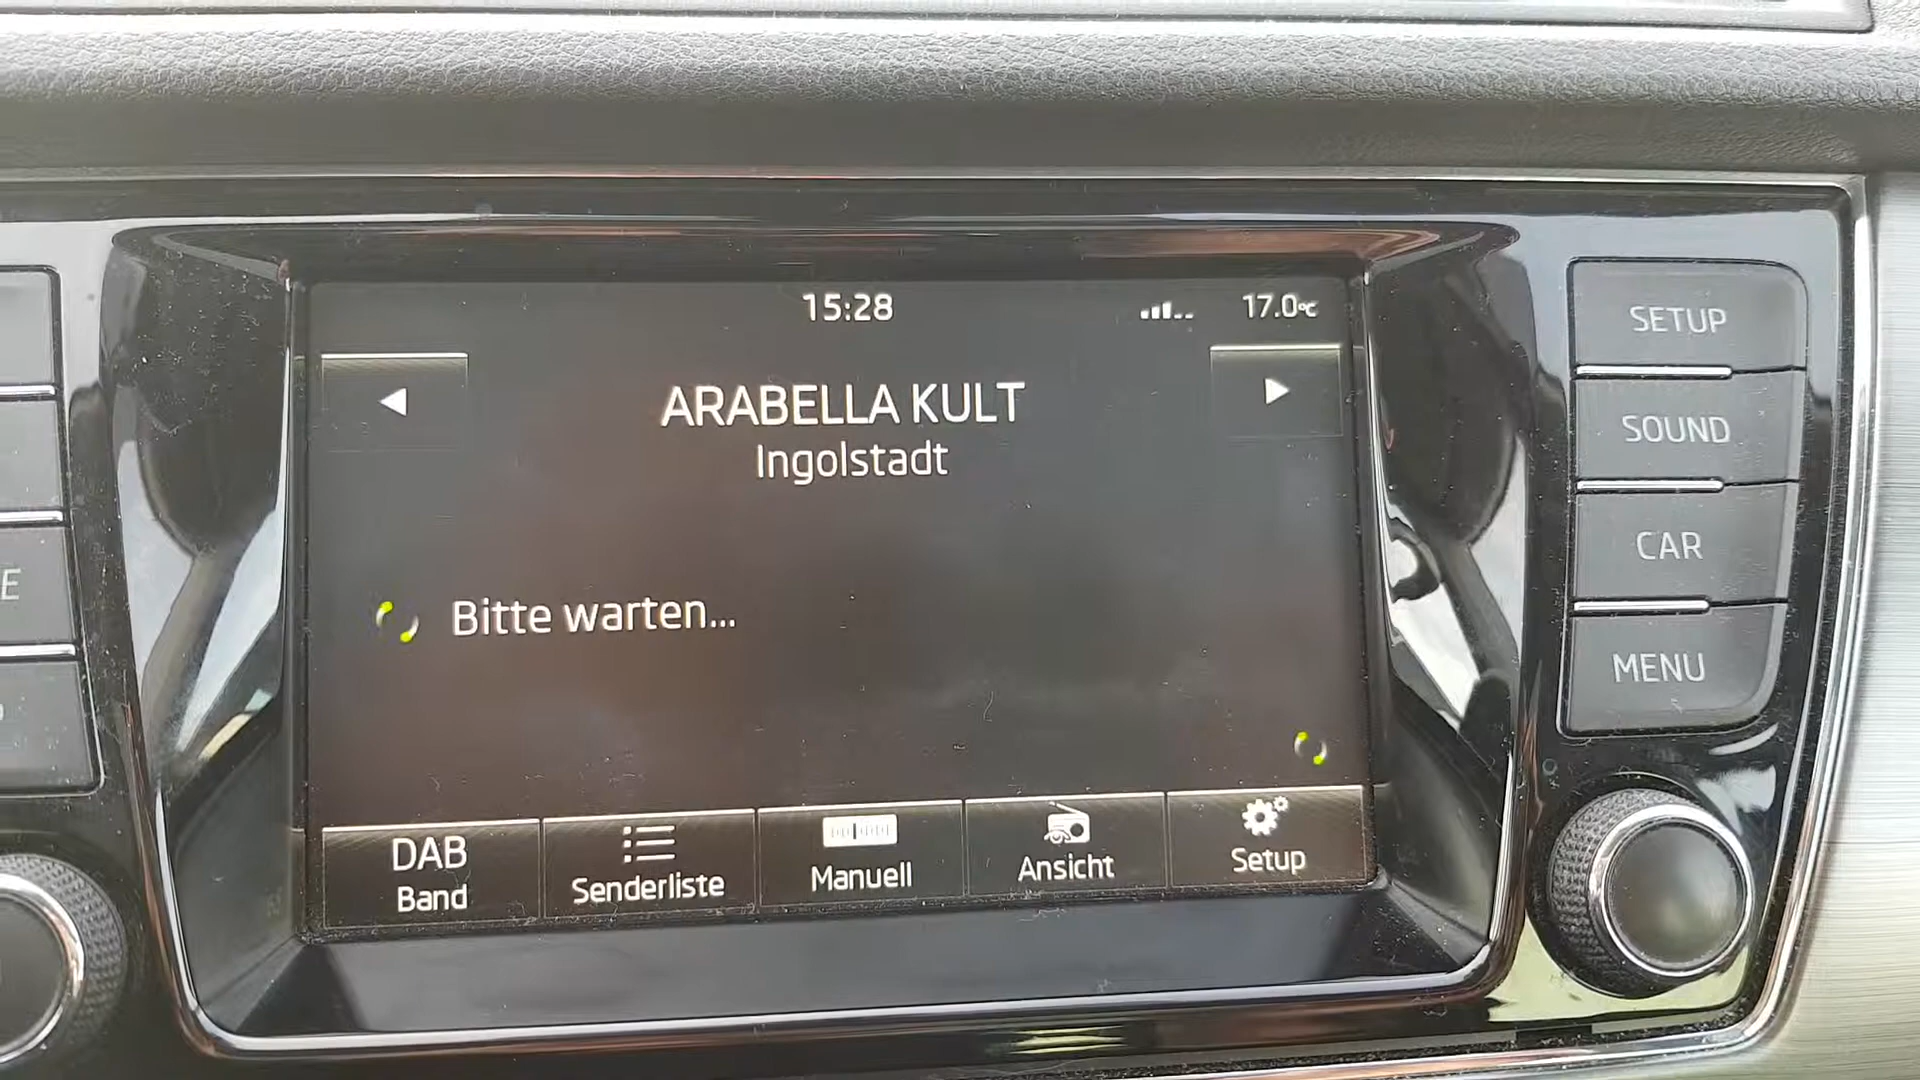 15:28
17.0°C
ARABELLA KULT
Ingolstadt
Bitte warten...
DAB
Band
Senderliste
Manuell
Ansicht
Setup
SETUP
SOUND
CAR
MENU
E